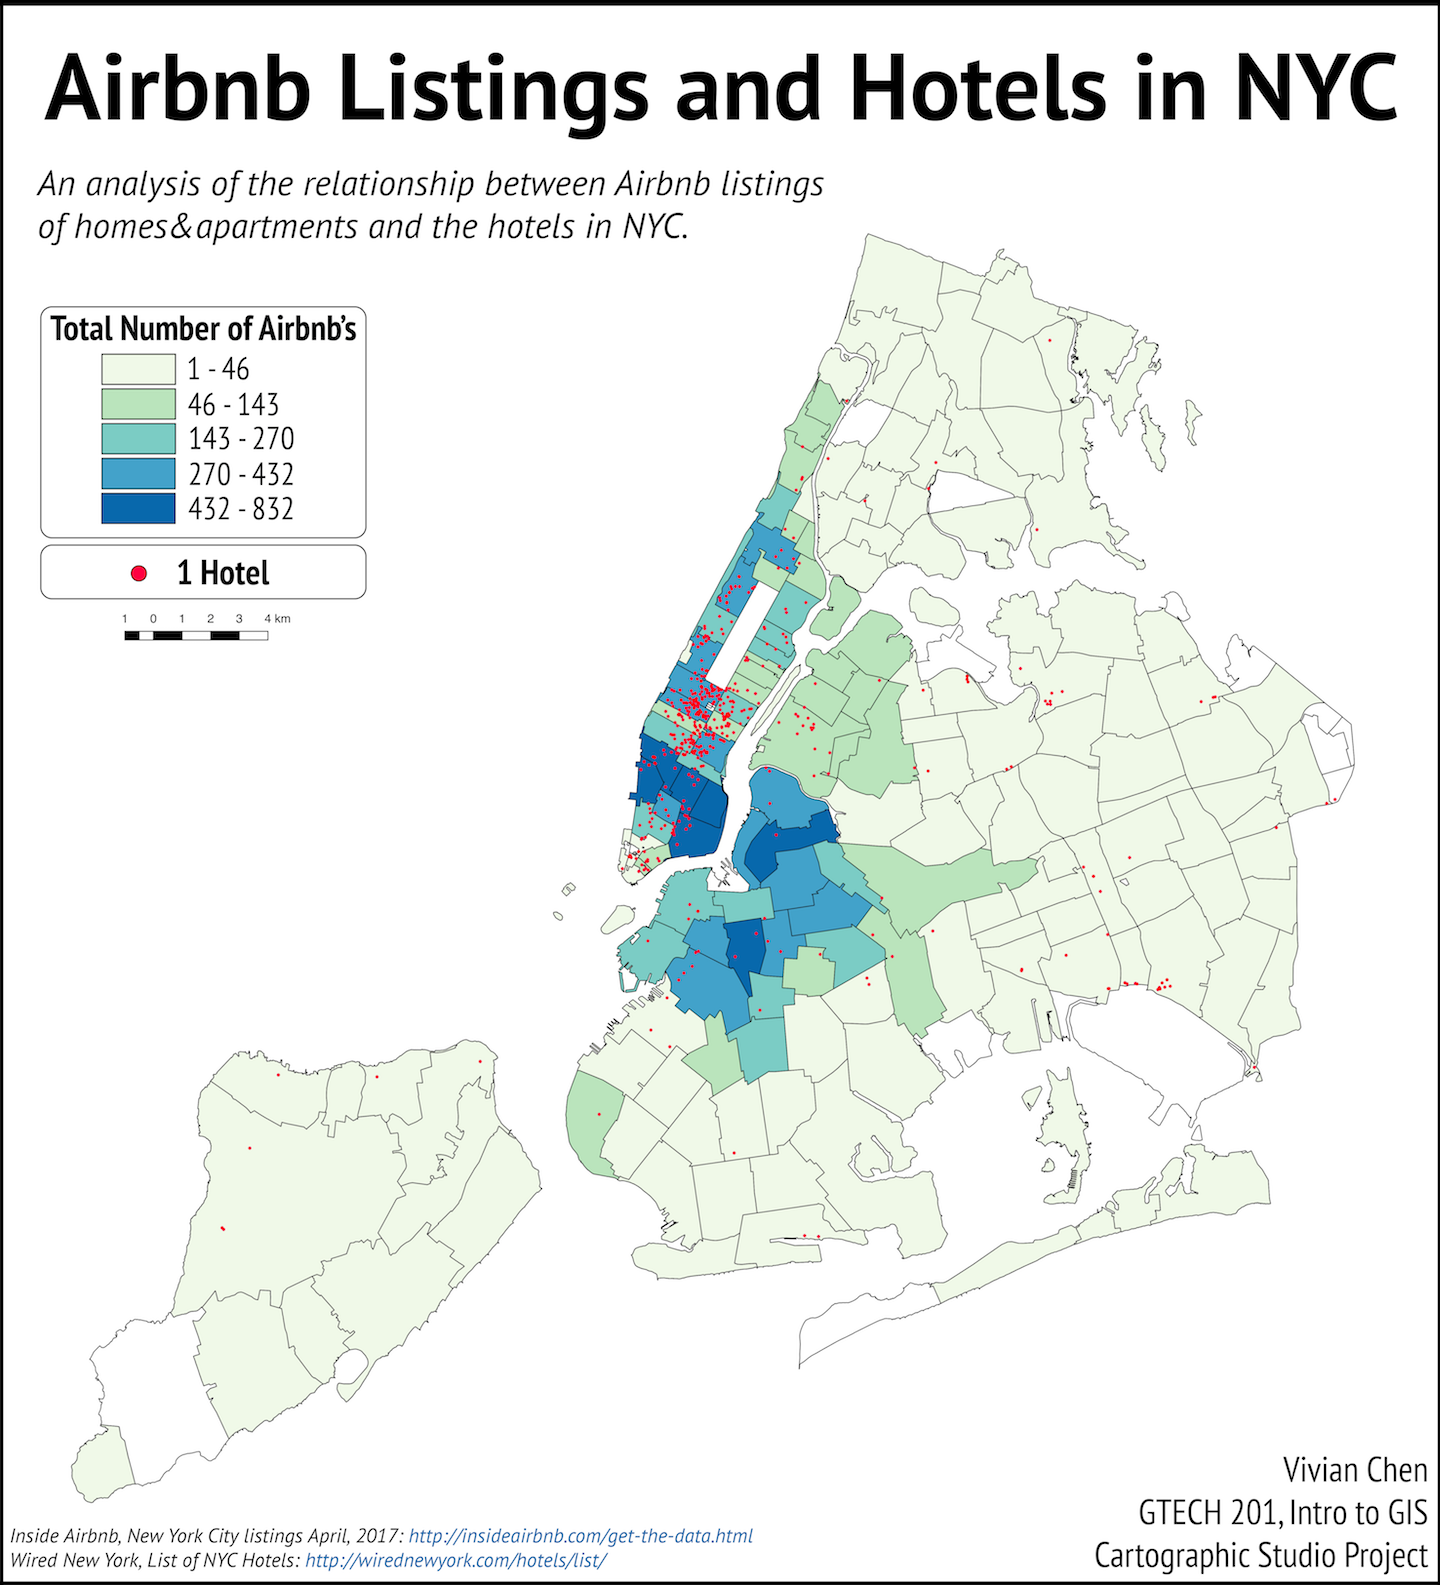 Airbnb Listings and Hotels in NYC
An analysis of the relationship between Airbnb listings
of homes&apartments and the hotels in NYC.
Total Number of Airbnb's
1 - 46
46 - 143
143 - 270
270 - 432
432 - 832
1 Hotel
1 0 1 2 3 4 km
Vivian Chen
GTECH 201, Intro to GIS
Cartographic Studio Project
Inside Airbnb, New York City listings April, 2017: http://insideairbnb.com/get-the-data.html
Wired New York, List of NYC Hotels: http://wirednewyork.com/hotels/list/